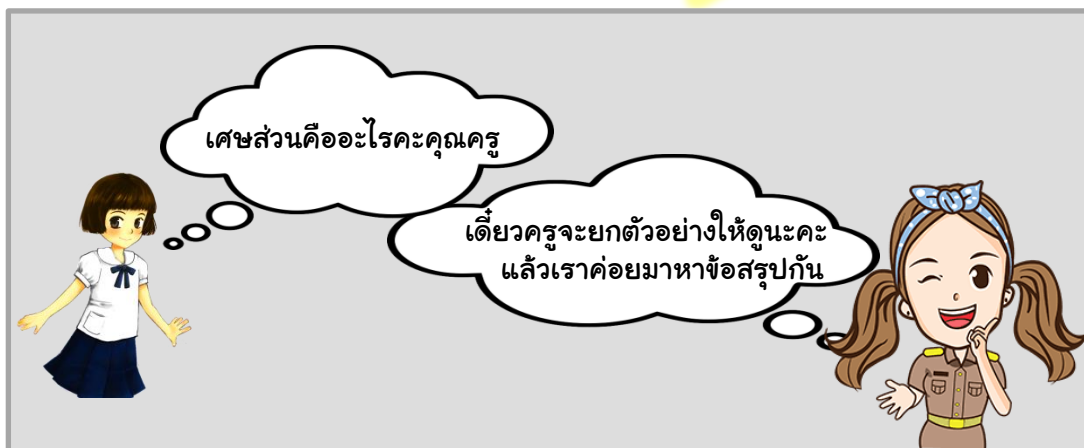 เศษส่วนคืออะไรคะคุณครู
เดี๋ยวครูจะยกตัวอย่างให้ดูนะคะ
แล้วเราค่อยมาหาข้อสรุปกัน